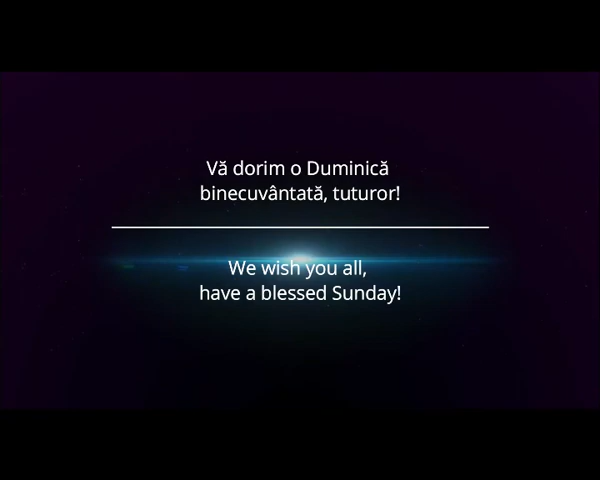 Vă dorim o Duminică
binecuvântată, tuturor!
We wish you all,
have a blessed Sunday!